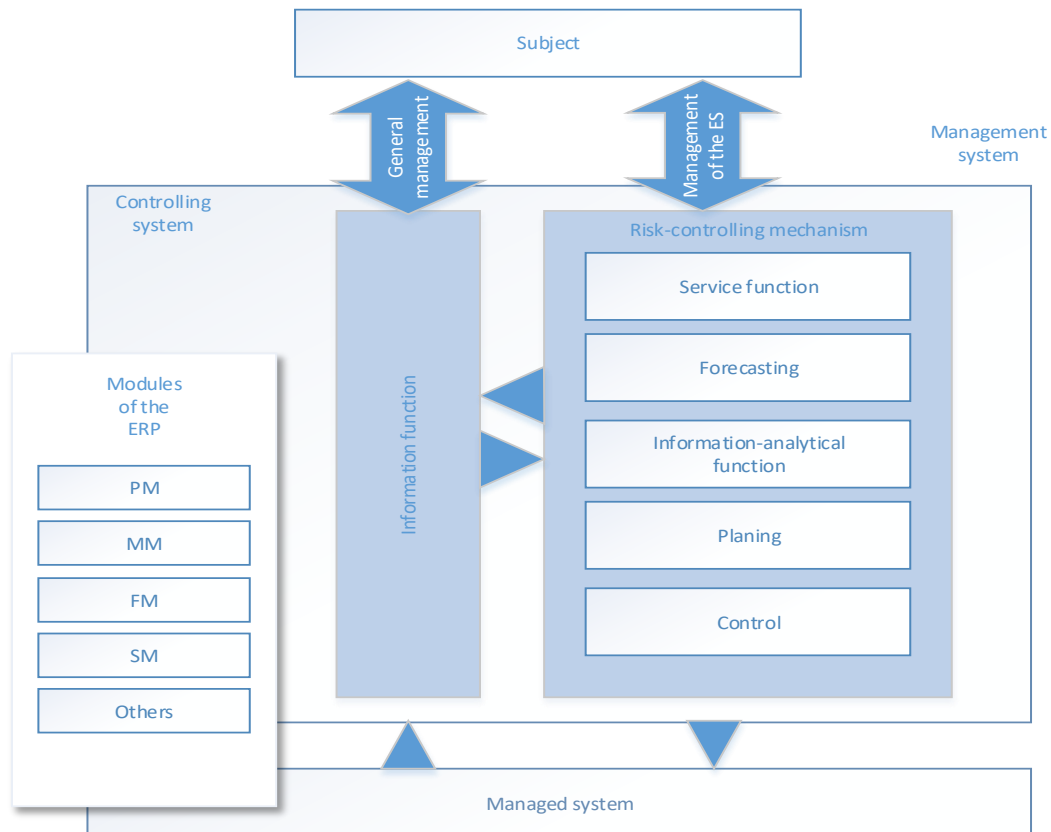 Subject
General
management
Management
of the ES
Management
system
Controlling
system
Risk-controlling mechanism
Service function
Forecasting
Information-analytical
function
Planing
Control
Information function
Modules
of the
ERP
PM
MM
FM
SM
Others
Managed system